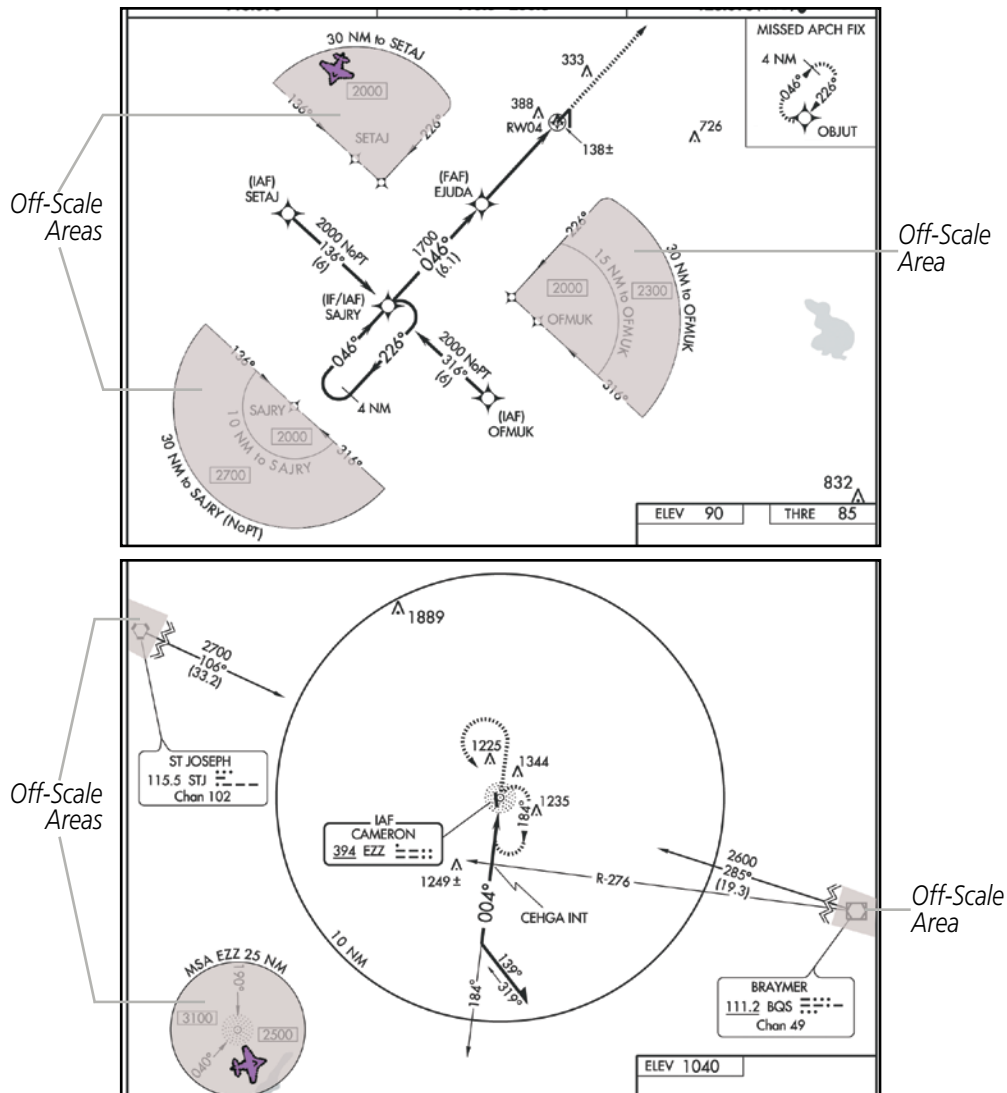 30 NM to SETAJ
2000
136°
226°
SETAJ
MISSED APCH FIX
4 NM
046°
226°
OBJUT
333
388
RW04
138±
726
Off-Scale
Areas
(IAF)
SETAJ
2000 NoPT
136°
(6)
(FAF)
EJUDA
1700
046°
(6.1)
(IF/IAF)
SAJRY
046°
226°
4 NM
2000 NoPT
316°
(6)
(IAF)
OFMUK
226°
15 NM to OFMUK
30 NM to OFMUK
2000
2300
OFMUK
316°
Off-Scale
Area
136°
SAJRY
2000
10 NM to SAJRY
316°
2700
30 NM to SAJRY (NoPT)
832
ELEV 90
THRE 85
1889
2700
106°
(33.2)
ST JOSEPH
115.5 STJ
Chan 102
Off-Scale
Areas
1225
1344
1235
184°
IAF
CAMERON
394 EZZ
1249 ±
R-276
2600
285°
(19.3)
Off-Scale
Area
004°
CEHGA INT
10 NM
139°
319°
184°
BRAYMER
111.2 BQS
Chan 49
MSA EZZ 25 NM
190°
3100
2500
040°
ELEV 1040